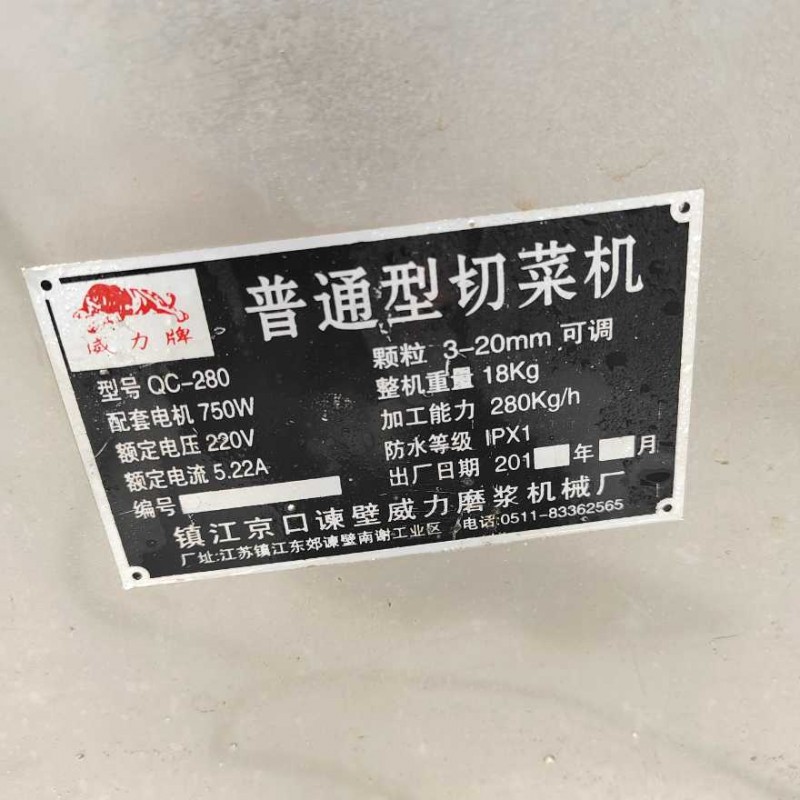 普通型切菜机
威力牌
型号 QC-280
配套电机 750W
额定电压 220V
额定电流 5.22A
编号
颗粒 3-20mm 可调
整机重量 18Kg
加工能力 280Kg/h
防水等级 IPX1
出厂日期 201 年 月
镇江京口谏壁威力磨浆机械厂
厂址:江苏镇江东郊谏壁南谢工业区 电话:0511-83362565